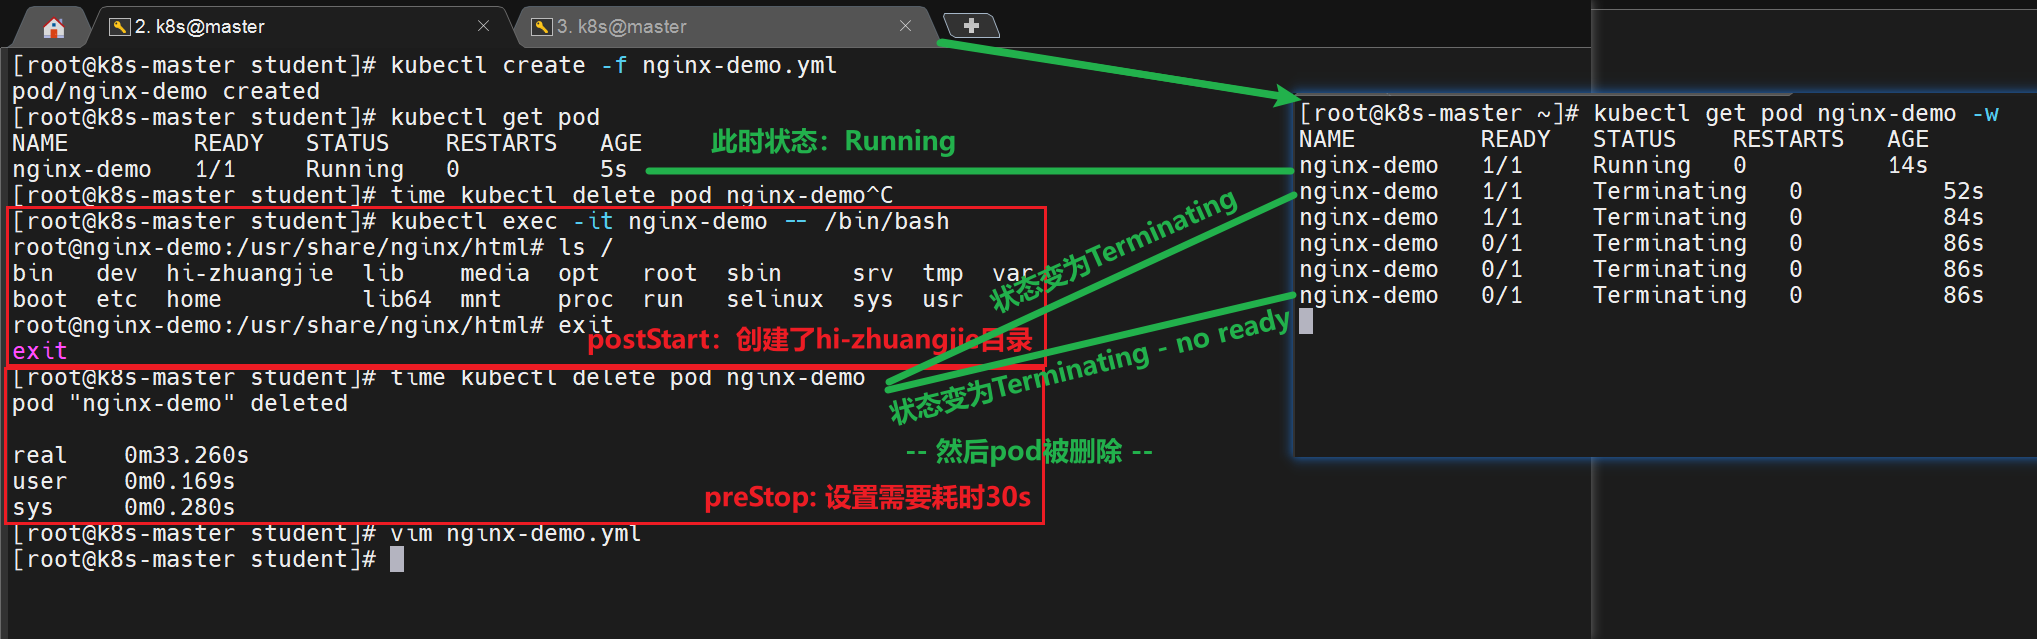 2. k8s@master
3. k8s@master
[root@k8s-master student]# kubectl create -f nginx-demo.yml
pod/nginx-demo created
[root@k8s-master student]# kubectl get pod
NAME READY STATUS RESTARTS AGE
nginx-demo 1/1 Running 0 5s
[root@k8s-master student]# time kubectl delete pod nginx-demo^C
[root@k8s-master student]# kubectl exec -it nginx-demo -- /bin/bash
root@nginx-demo:/usr/share/nginx/html# ls /
bin dev hi-zhuangjie lib media opt root sbin srv tmp var
boot etc home lib64 mnt proc run selinux sys usr
root@nginx-demo:/usr/share/nginx/html# exit
exit
postStart：创建了hi-zhuangjie目录
[root@k8s-master student]# time kubectl delete pod nginx-demo
pod "nginx-demo" deleted
real 0m33.260s
user 0m0.169s
sys 0m0.280s
preStop: 设置需要耗时30s
[root@k8s-master student]# vim nginx-demo.yml
[root@k8s-master student]#
此时状态：Running
状态变为Terminating
状态变为Terminating - no ready
-- 然后pod被删除 --
[root@k8s-master ~]# kubectl get pod nginx-demo -w
NAME READY STATUS RESTARTS AGE
nginx-demo 1/1 Running 0 14s
nginx-demo 1/1 Terminating 0 52s
nginx-demo 1/1 Terminating 0 84s
nginx-demo 0/1 Terminating 0 86s
nginx-demo 0/1 Terminating 0 86s
nginx-demo 0/1 Terminating 0 86s